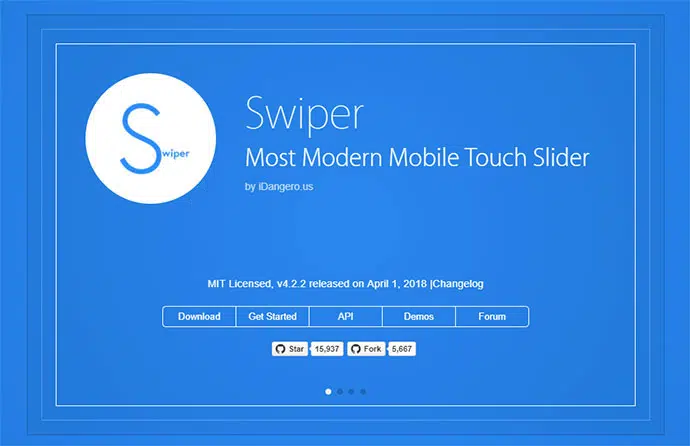 Swiper
Swiper
Most Modern Mobile Touch Slider
by iDangero.us
MIT Licensed, v4.2.2 released on April 1, 2018 |Changelog
Download Get Started API Demos Forum
Star 15,937 Fork 5,667